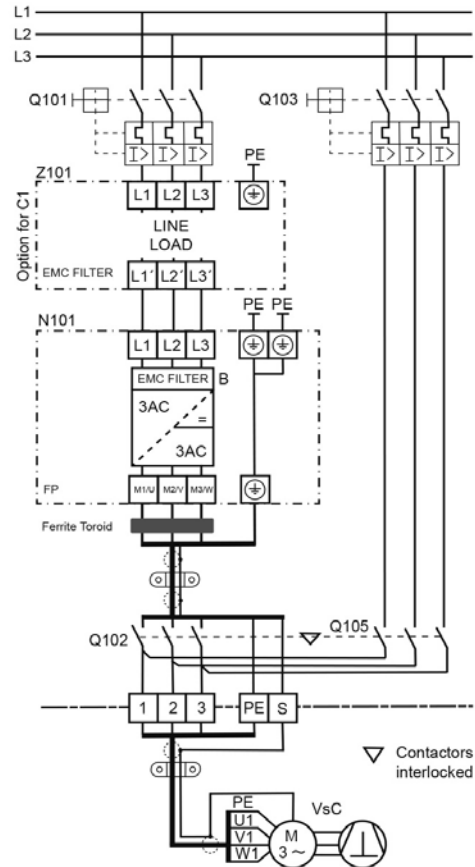 L1
L2
L3
Q101
Q103
I> I> I>
I> I> I>
Z101
PE
L1 L2 L3
Option for C1
LINE
LOAD
EMC FILTER
L1´ L2´ L3´
N101
PE PE
L1 L2 L3
EMC FILTER B
3AC
=
3AC
FP
M1/U M2/V M3/W
Ferrite Toroid
Q102
Q105
1 2 3 PE S
Contactors
interlocked
PE
U1
V1
W1
M
3 ~
VsC